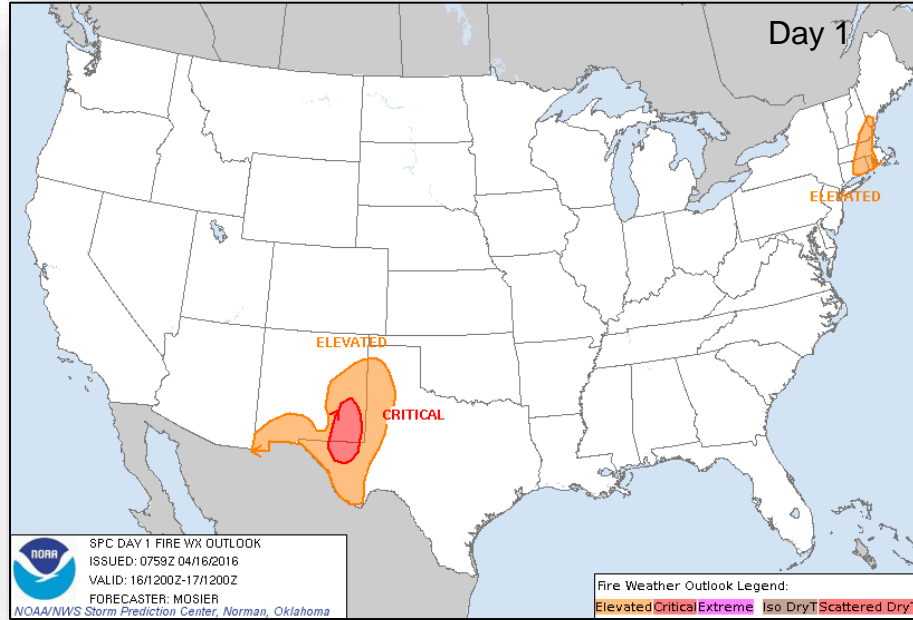 Day 1
ELEVATED
ELEVATED
CRITICAL
NOAA
SPC DAY 1 FIRE WX OUTLOOK
ISSUED: 0759Z 04/16/2016
VALID: 16/1200Z-17/1200Z
FORECASTER: MOSIER
NOAA/NWS Storm Prediction Center, Norman, Oklahoma
Fire Weather Outlook Legend:
Elevated Critical Extreme Iso DryT Scattered DryT